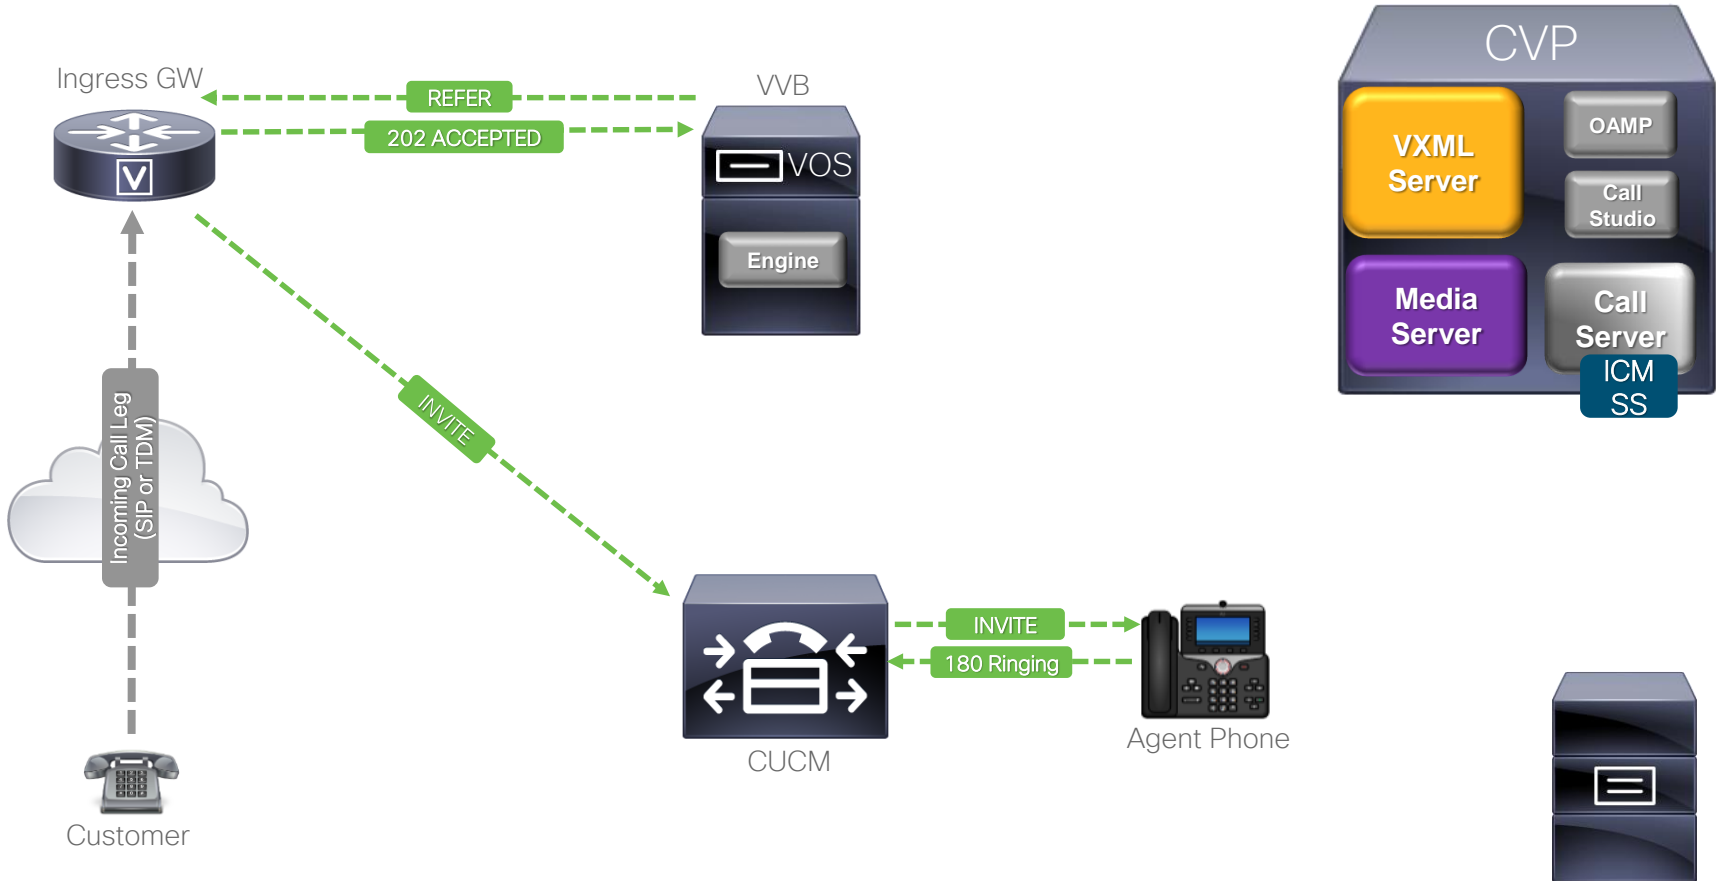 CVP
Ingress GW
REFER
VVB
202 ACCEPTED
VOS
Engine
VXML
Server
OAMP
Call
Studio
Media
Server
Call
Server
ICM
SS
V
INVITE
Incoming Call Leg
(SIP or TDM)
INVITE
180 Ringing
Agent Phone
CUCM
Customer